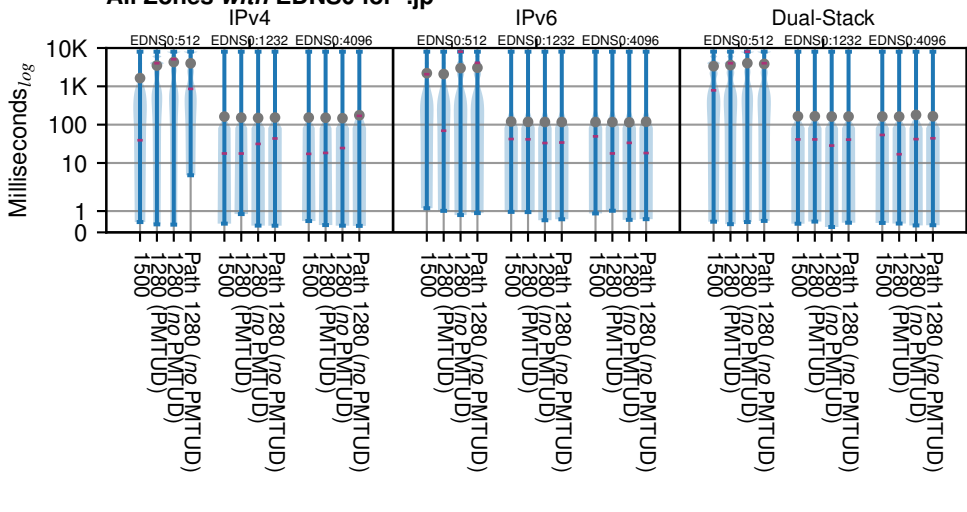 All Zones with EDNS0 for *.jp
IPv4 IPv6 Dual-Stack
EDNS0:512 EDNS0:1232 EDNS0:4096 EDNS0:512 EDNS0:1232 EDNS0:4096 EDNS0:512 EDNS0:1232 EDNS0:4096
Milliseconds log
10K
1K
100
10
1
0
1500
1280 (PMTUD)
1280 (no PMTUD)
Path 1280 (no PMTUD)
1500
1280 (PMTUD)
1280 (no PMTUD)
Path 1280 (no PMTUD)
1500
1280 (PMTUD)
1280 (no PMTUD)
Path 1280 (no PMTUD)
1500
1280 (PMTUD)
1280 (no PMTUD)
Path 1280 (no PMTUD)
1500
1280 (PMTUD)
1280 (no PMTUD)
Path 1280 (no PMTUD)
1500
1280 (PMTUD)
1280 (no PMTUD)
Path 1280 (no PMTUD)
1500
1280 (PMTUD)
1280 (no PMTUD)
Path 1280 (no PMTUD)
1500
1280 (PMTUD)
1280 (no PMTUD)
Path 1280 (no PMTUD)
1500
1280 (PMTUD)
1280 (no PMTUD)
Path 1280 (no PMTUD)